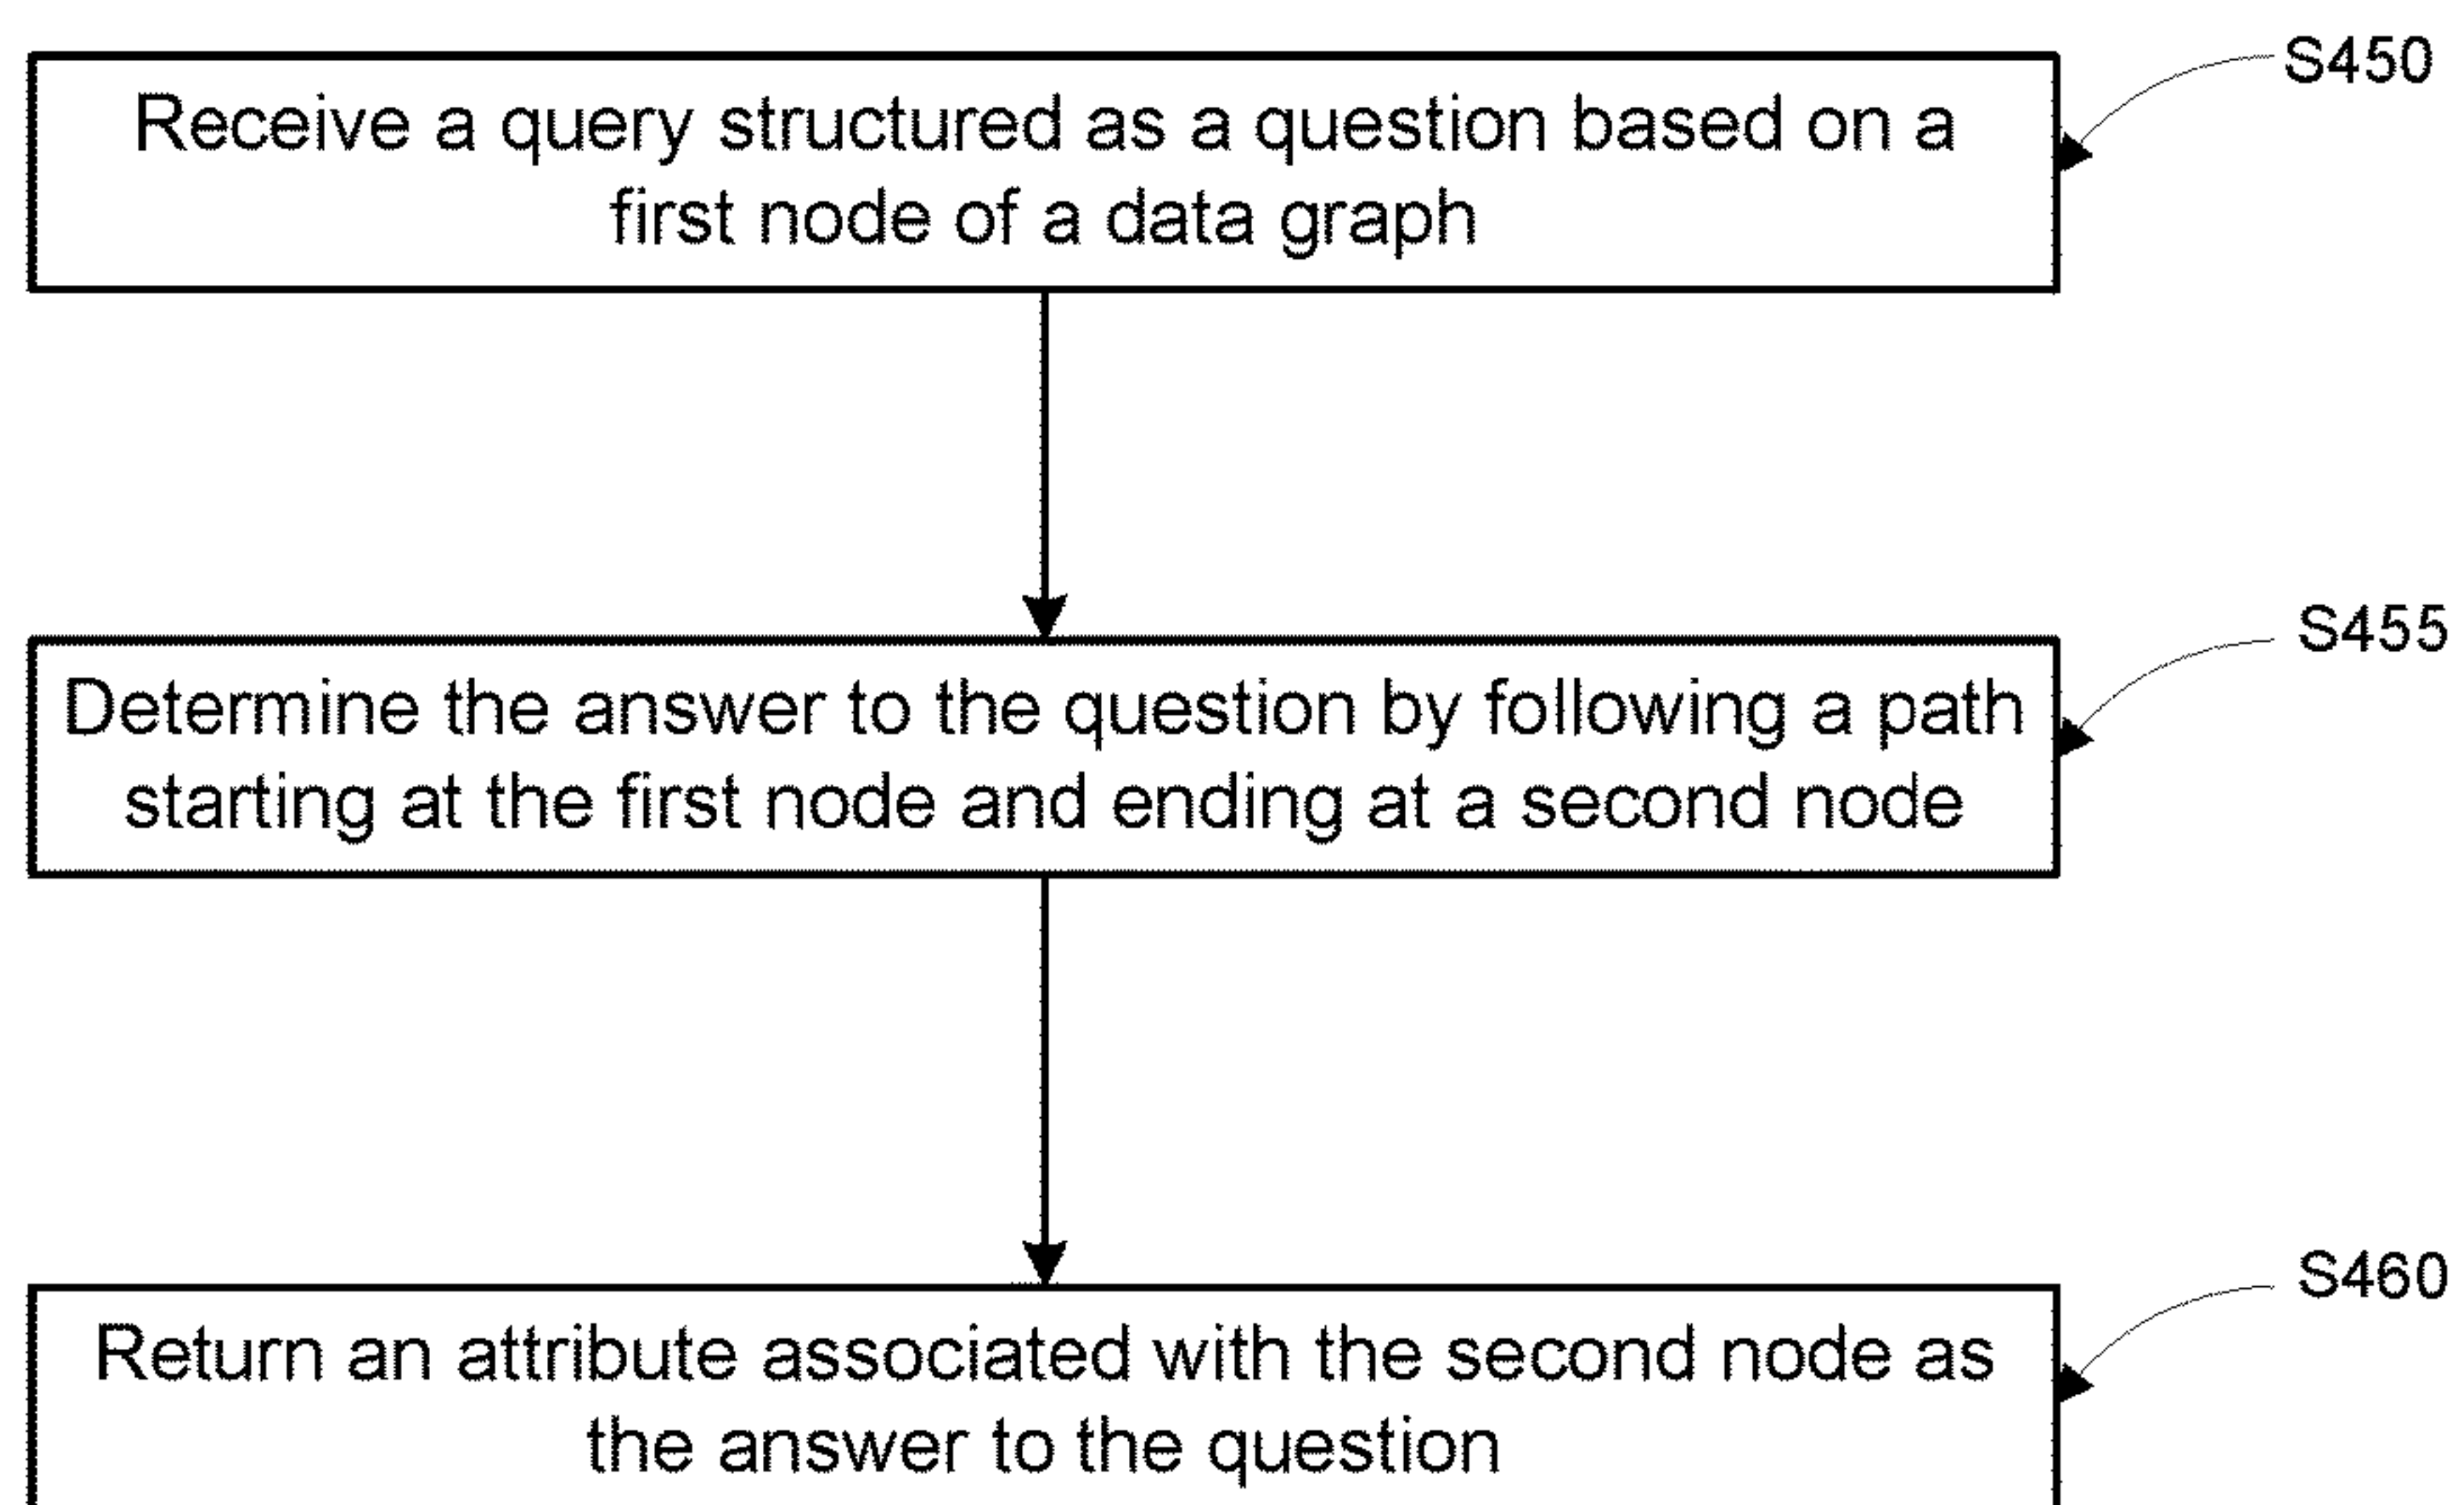 S450
Receive a query structured as a question based on a
first node of a data graph
S455
Determine the answer to the question by following a path
starting at the first node and ending at a second node
S460
Return an attribute associated with the second node as
the answer to the question